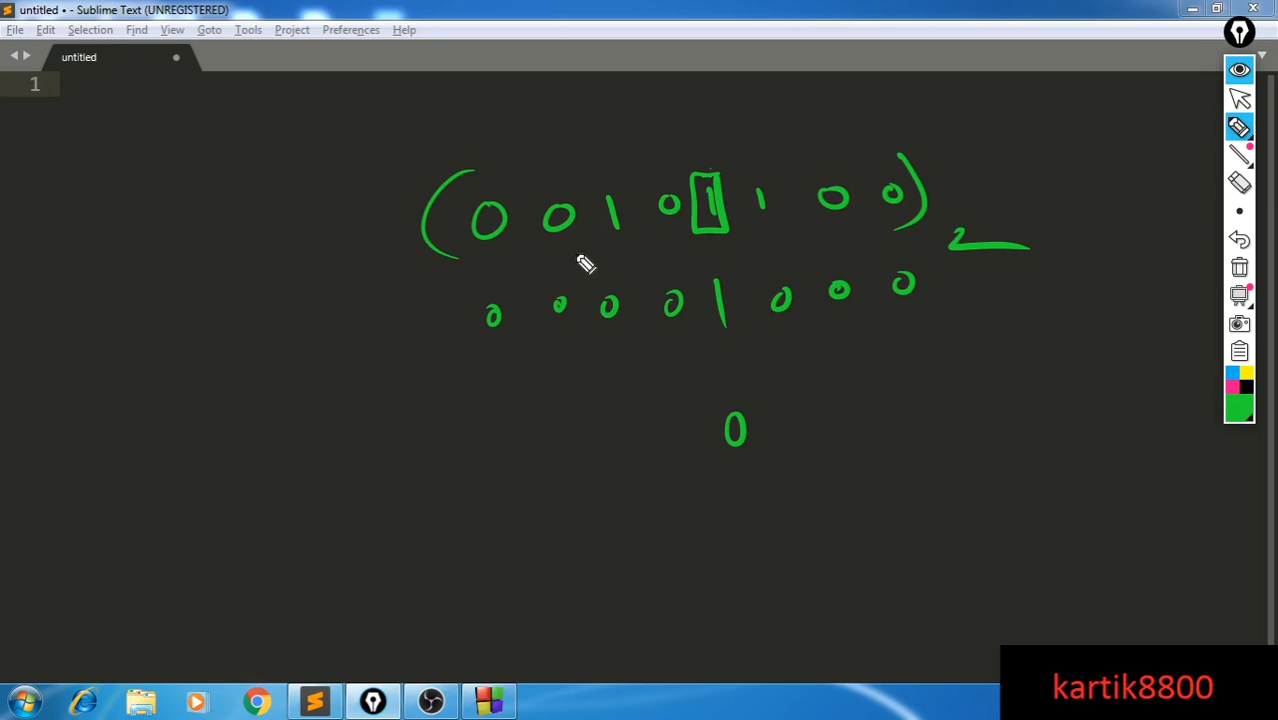 untitled • - Sublime Text (UNREGISTERED)
File Edit Selection Find View Goto Tools Project Preferences Help
untitled
1
(0 0 1 0 1 1 0 0)2
0 0 0 0 1 0 0 0
0
kartik8800